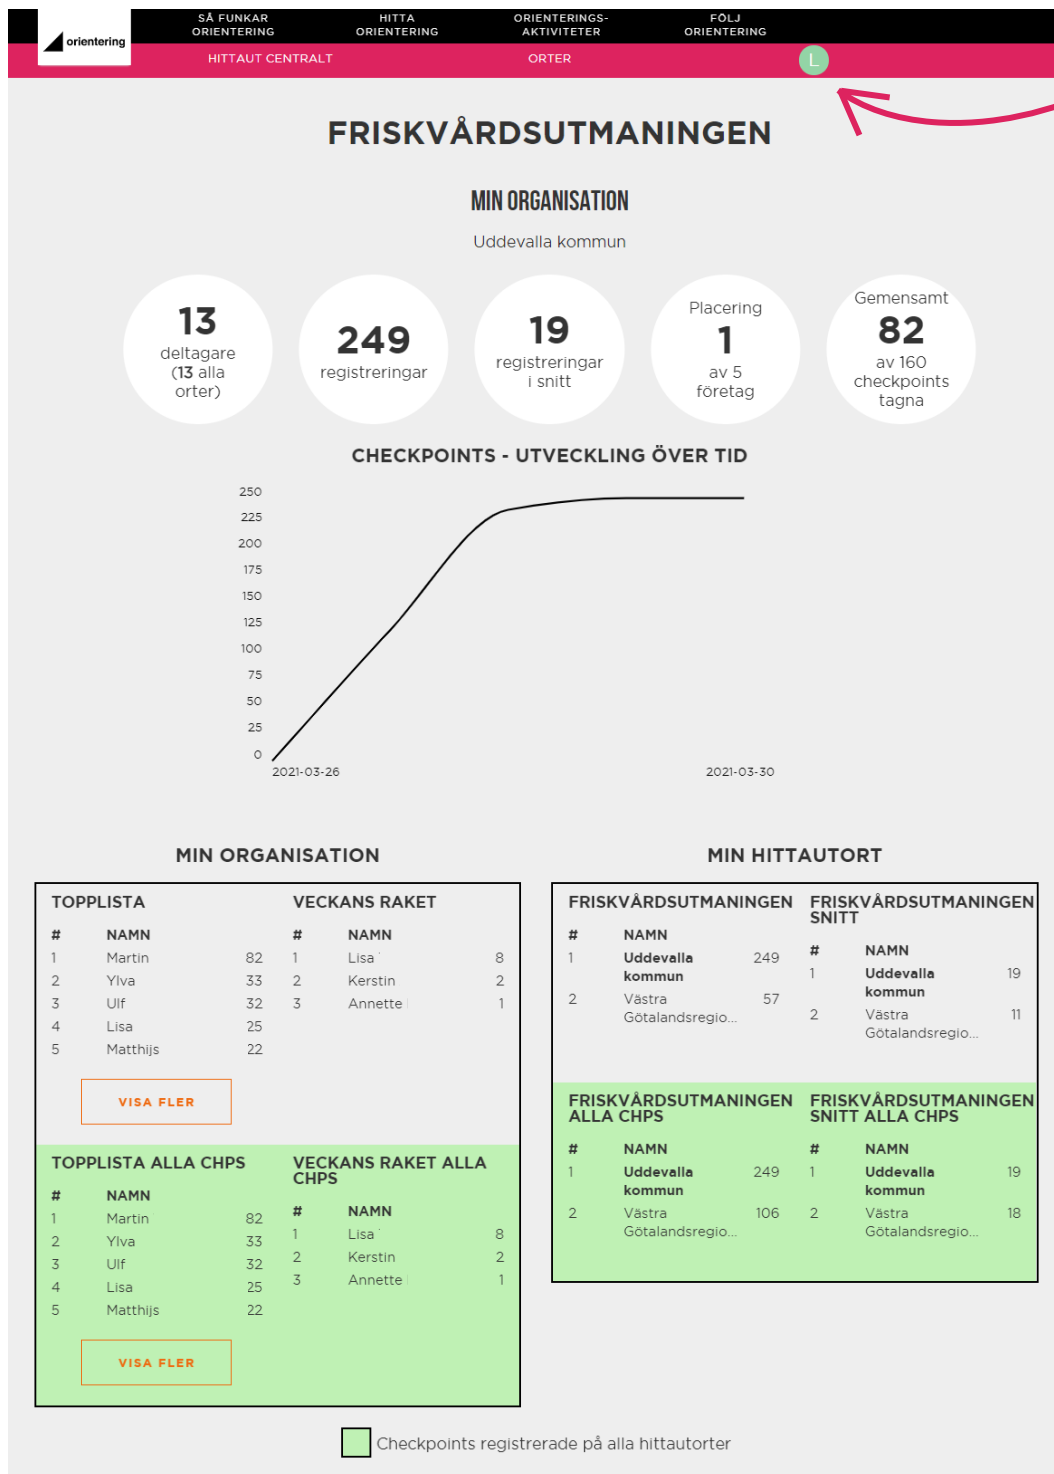 SÅ FUNKAR
ORIENTERING
HITTA
ORIENTERING
ORIENTERINGS-
AKTIVITETER
FÖLJ
ORIENTERING
orientering
HITTAUT CENTRALT
ORTER
L
FRISKVÅRDSUTMANINGEN
MIN ORGANISATION
Uddevalla kommun
13
deltagare
(13 alla
orter)
249
registreringar
19
registreringar
i snitt
Placering
1
av 5
företag
Gemensamt
82
av 160
checkpoints
tagna
CHECKPOINTS - UTVECKLING ÖVER TID
250
225
200
175
150
125
100
75
50
25
0
2021-03-26
2021-03-30
MIN ORGANISATION
TOPPLISTA
# NAMN
1 Martin 82
2 Ylva 33
3 Ulf 32
4 Lisa 25
5 Matthijs 22
VISA FLER
VECKANS RAKET
# NAMN
1 Lisa 8
2 Kerstin 2
3 Annette 1
TOPPLISTA ALLA CHPS
# NAMN
1 Martin 82
2 Ylva 33
3 Ulf 32
4 Lisa 25
5 Matthijs 22
VISA FLER
VECKANS RAKET ALLA
CHPS
# NAMN
1 Lisa 8
2 Kerstin 2
3 Annette 1
MIN HITTAUTORT
FRISKVÅRDSUTMANINGEN
# NAMN
1 Uddevalla 249
kommun
2 Västra 57
Götalandsregio...
FRISKVÅRDSUTMANINGEN
SNITT
# NAMN
1 Uddevalla 19
kommun
2 Västra 11
Götalandsregio...
FRISKVÅRDSUTMANINGEN
ALLA CHPS
# NAMN
1 Uddevalla 249
kommun
2 Västra 106
Götalandsregio...
FRISKVÅRDSUTMANINGEN
SNITT ALLA CHPS
# NAMN
1 Uddevalla 19
kommun
2 Västra 18
Götalandsregio...
Checkpoints registrerade på alla hittautorter